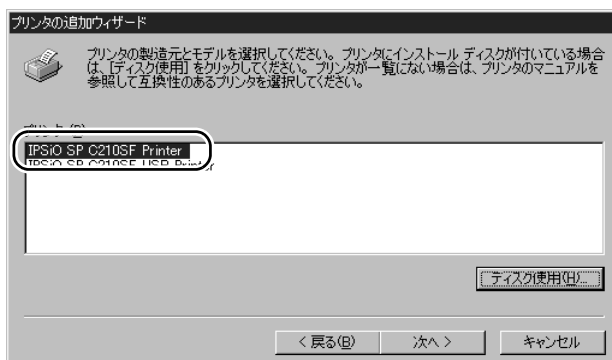 プリンタの追加ウィザード
プリンタの製造元とモデルを選択してください。プリンタにインストール ディスクが付いている場合
は、[ディスク使用] をクリックしてください。プリンタが一覧にない場合は、プリンタのマニュアルを
参照して互換性のあるプリンタを選択してください。
IPSiO SP C210SF Printer
IPSiO SP C210SF USB Printer
ディスク使用(H)...
< 戻る(B)
次へ >
キャンセル